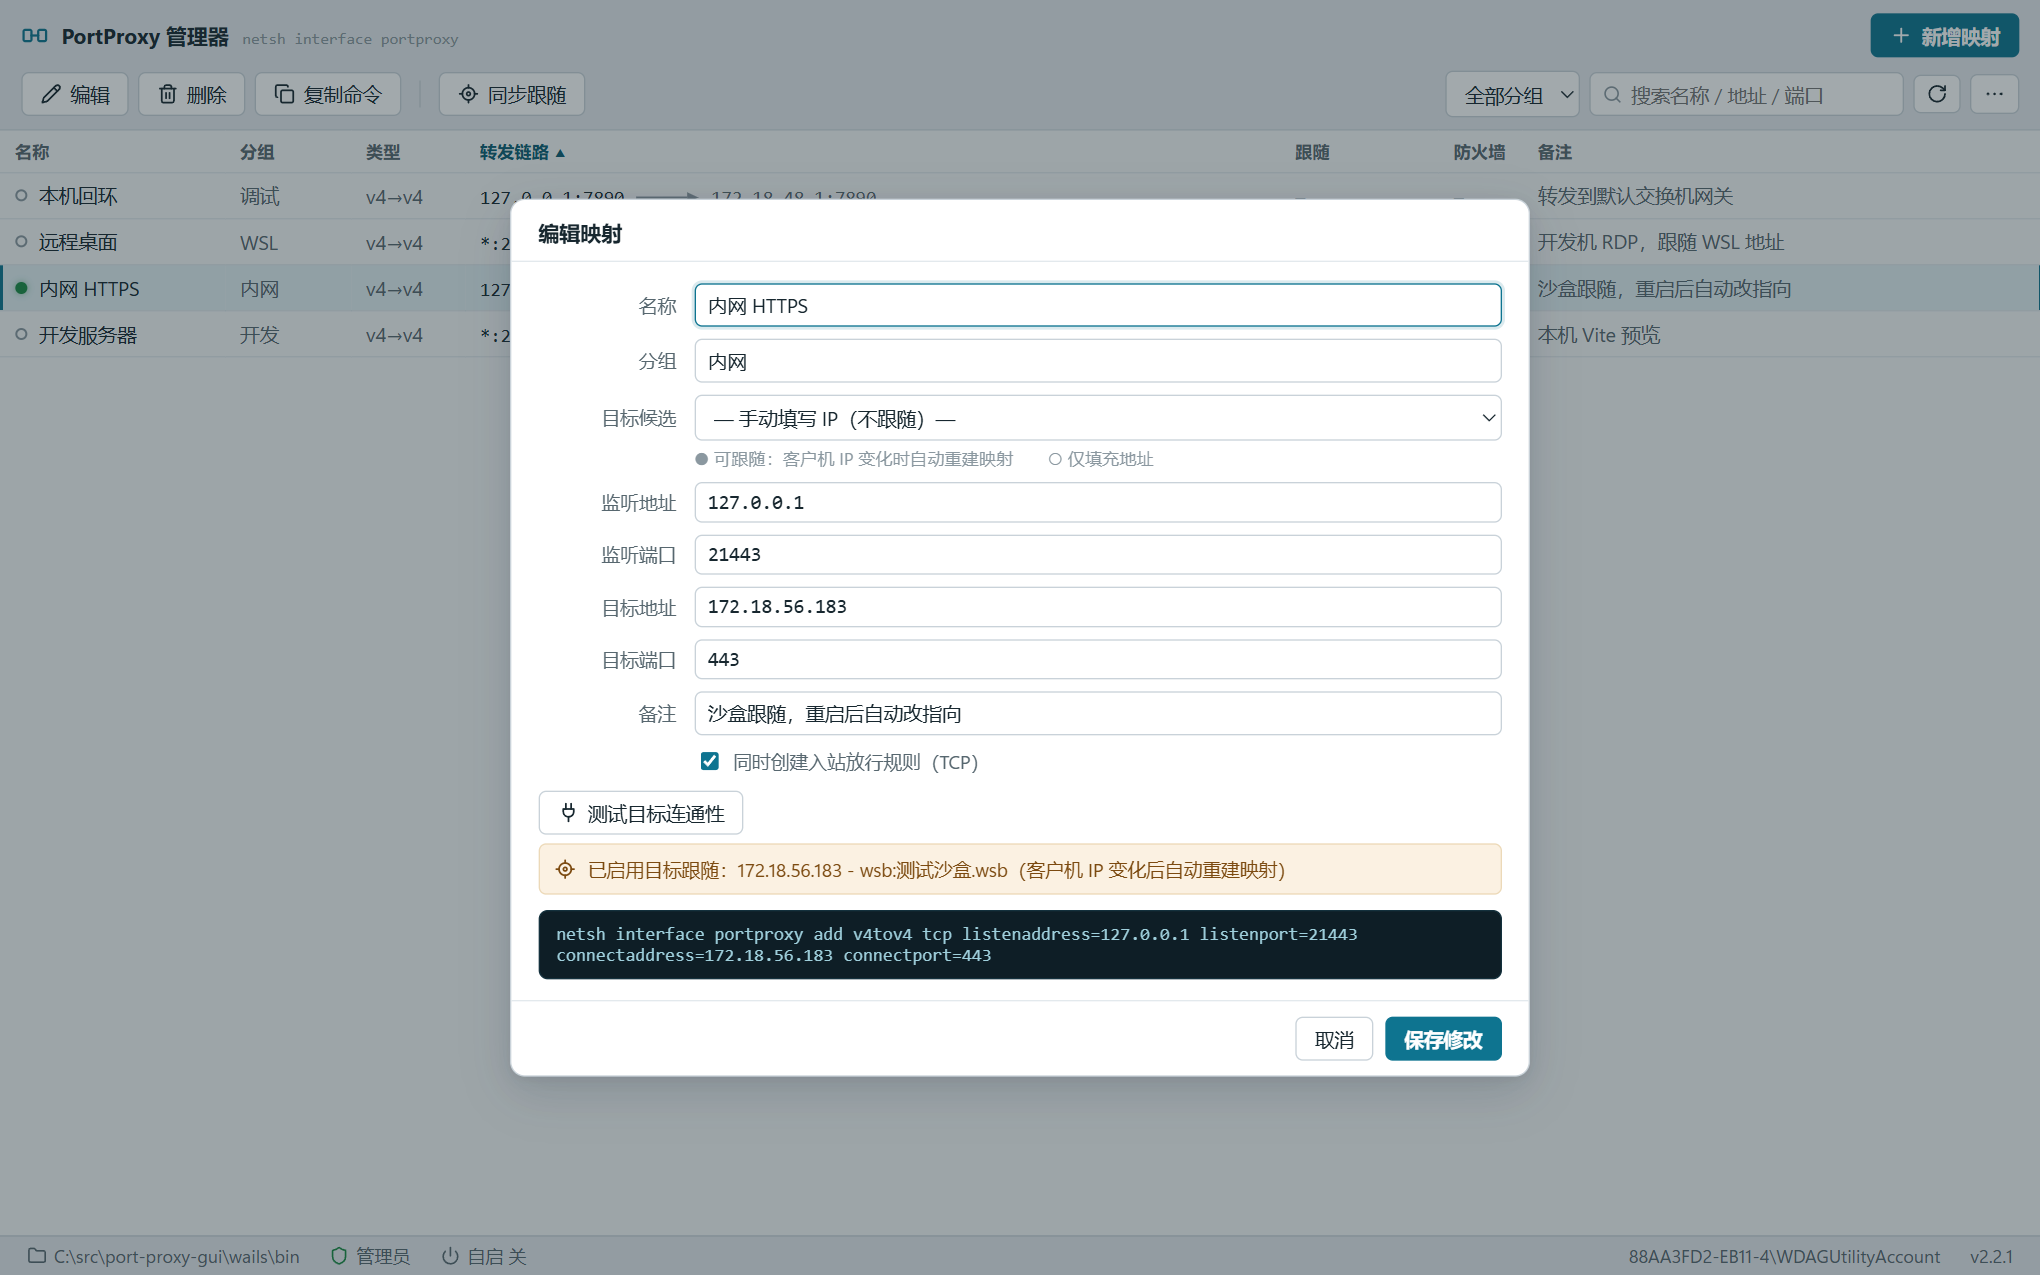 PortProxy 管理器 netsh interface portproxy
新增映射
编辑 删除 复制命令 同步跟随 全部分组 搜索名称 / 地址 / 端口
名称 分组 类型 转发链路 ▲ 跟随 防火墙 备注
本机回环 调试 v4→v4 127.0.0.1:7890 172.18.48.1:7890 转发到默认交换机网关
远程桌面 WSL v4→v4 *:2 开发机 RDP，跟随 WSL 地址
内网 HTTPS 内网 v4→v4 127 沙盒跟随，重启后自动改指向
开发服务器 开发 v4→v4 *:2 本机 Vite 预览
编辑映射
名称 内网 HTTPS
分组 内网
目标候选 — 手动填写 IP（不跟随）—
● 可跟随：客户机 IP 变化时自动重建映射 ○ 仅填充地址
监听地址 127.0.0.1
监听端口 21443
目标地址 172.18.56.183
目标端口 443
备注 沙盒跟随，重启后自动改指向
同时创建入站放行规则（TCP）
测试目标连通性
已启用目标跟随：172.18.56.183 - wsb:测试沙盒.wsb（客户机 IP 变化后自动重建映射）
netsh interface portproxy add v4tov4 tcp listenaddress=127.0.0.1 listenport=21443
connectaddress=172.18.56.183 connectport=443
取消 保存修改
C:\src\port-proxy-gui\wails\bin 管理员 自启 关 88AA3FD2-EB11-4\WDAGUtilityAccount v2.2.1